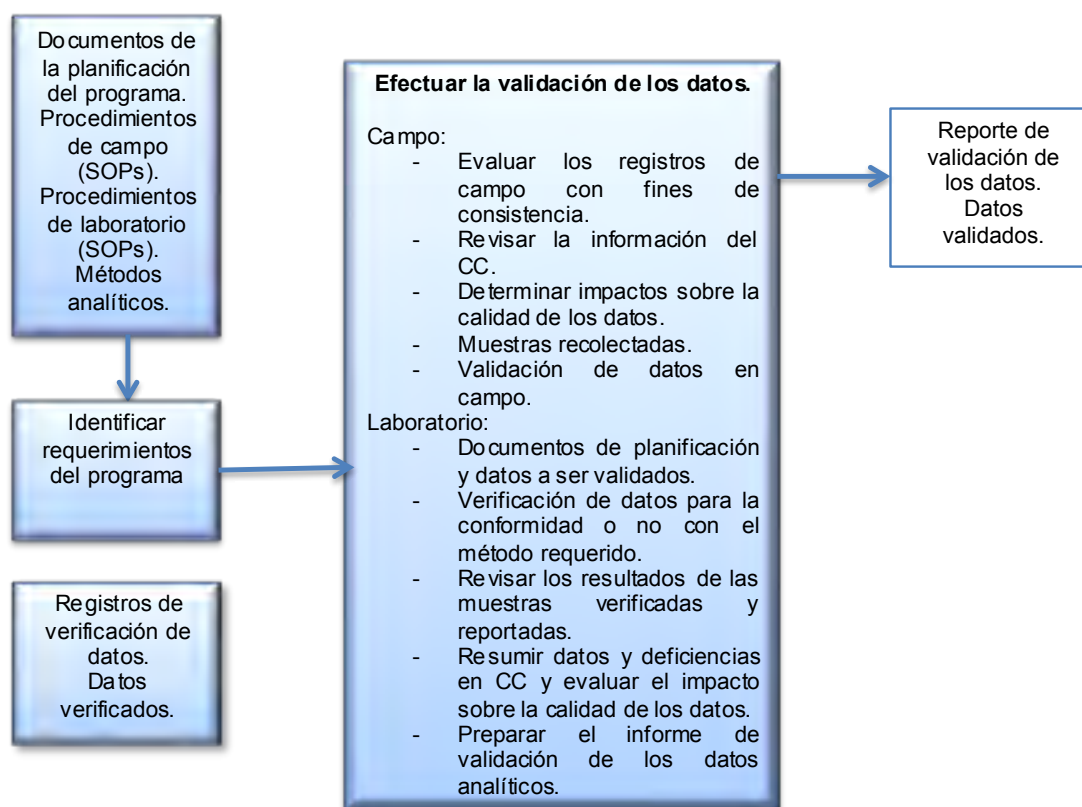 Documentos de
la planificación
del programa.
Procedimientos
de campo
(SOPs).
Procedimientos
de laboratorio
(SOPs).
Métodos
analíticos.
Identificar
requerimientos
del programa
Registros de
verificación de
datos.
Datos
verificados.
Efectuar la validación de los datos.
Campo:
- Evaluar los registros de
campo con fines de
consistencia.
- Revisar la información del
CC.
- Determinar impactos sobre la
calidad de los datos.
- Muestras recolectadas.
- Validación de datos en
campo.
Laboratorio:
- Documentos de planificación
y datos a ser validados.
- Verificación de datos para la
conformidad o no con el
método requerido.
- Revisar los resultados de las
muestras verificadas y
reportadas.
- Resumir datos y deficiencias
en CC y evaluar el impacto
sobre la calidad de los datos.
- Preparar el informe de
validación de los datos
analíticos.
Reporte de
validación de
los datos.
Datos
validados.